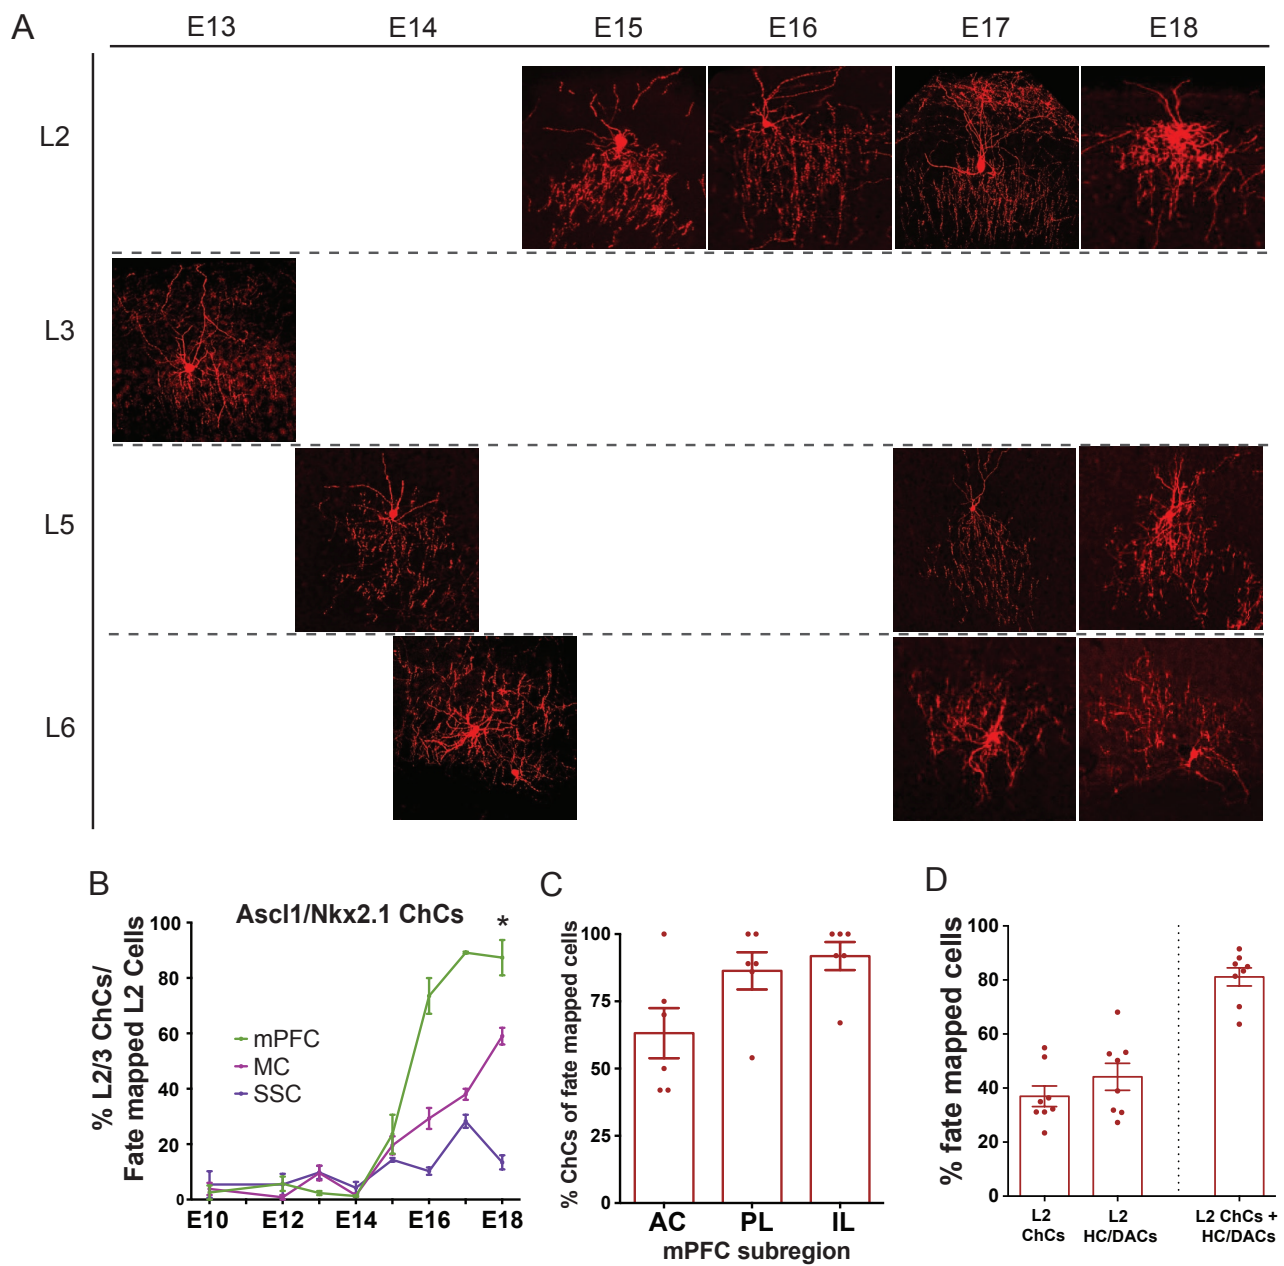 A
E13 E14 E15 E16 E17 E18
L2
L3
L5
L6
B
Ascl1/Nkx2.1 ChCs
*
% L2/3 ChCs/
Fate mapped L2 Cells
100
80
60
40
20
0
mPFC
MC
SSC
E10 E12 E14 E16 E18
C
% ChCs of fate mapped cells
100
75
50
25
0
AC PL IL
mPFC subregion
D
% fate mapped cells
100
80
60
40
20
0
L2
ChCs
L2
HC/DACs
L2 ChCs +
HC/DACs